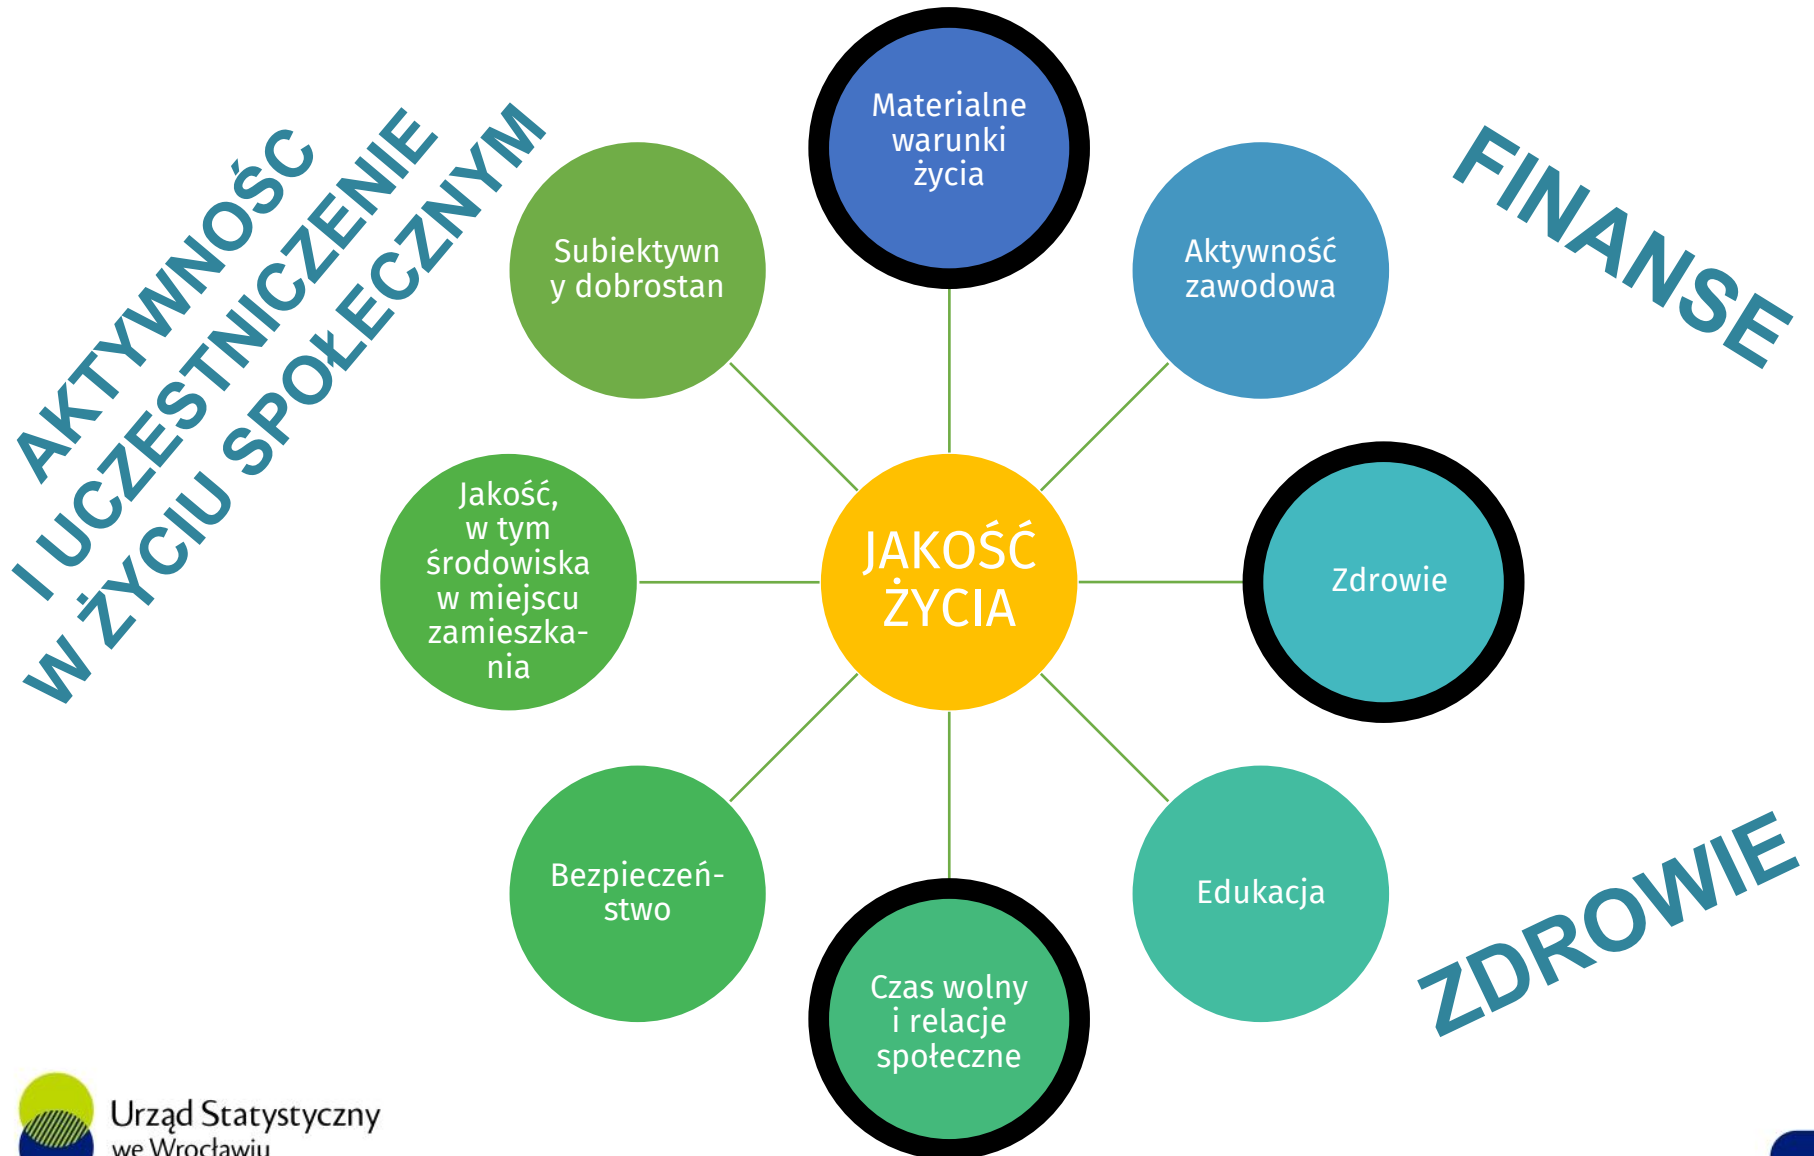 AKTYWNOŚC
I UCZESTNICZENIE
W ŻYCIU SPOŁECZNYM
Materialne
warunki
życia
FINANSE
Subiektywn
y dobrostan
Aktywność
zawodowa
Jakość,
w tym
środowiska
w miejscu
zamieszka-
nia
JAKOŚĆ
ŻYCIA
Zdrowie
Bezpieczeń-
stwo
Edukacja
ZDROWIE
Czas wolny
i relacje
społeczne
Urząd Statystyczny
we Wrocławiu